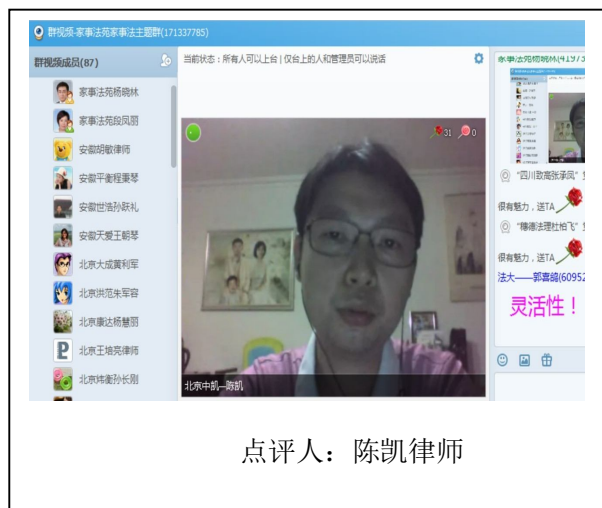 群视频-家事法苑家事法主题群(171337785)
群视频成员(87)
当前状态：所有人可以上台 | 仅台上的人和管理员可以说话
家事法苑杨晓林
家事法苑段凤丽
安徽胡敏律师
安徽平衡程秉琴
安徽世浩孙跃礼
安徽天爱王朝琴
北京大成黄利军
北京洪范朱军容
北京康达杨慧丽
北京王培亮律师
北京炜衡孙长刚
31
0
北京中凯—陈凯
家事法苑杨晓林(41973
“四川致高张承凤”
很有魅力，送TA
“穗德法理杜柏飞”
很有魅力，送TA
法大——郭喜鸽(60952
灵活性！
点评人：陈凯律师